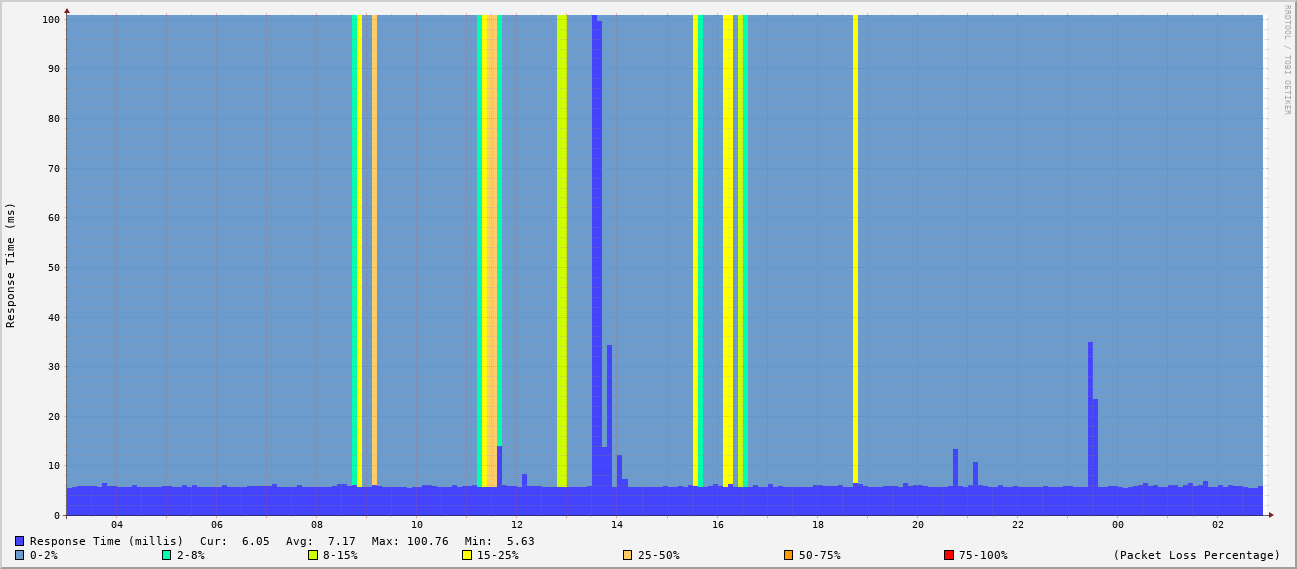 RRDTOOL / TOBI OETIKER
Response Time (ms)
100
90
80
70
60
50
40
30
20
10
0
04 06 08 10 12 14 16 18 20 22 00 02
Response Time (millis) Cur: 6.05 Avg: 7.17 Max: 100.76 Min: 5.63
0-2% 2-8% 8-15% 15-25% 25-50% 50-75% 75-100% (Packet Loss Percentage)